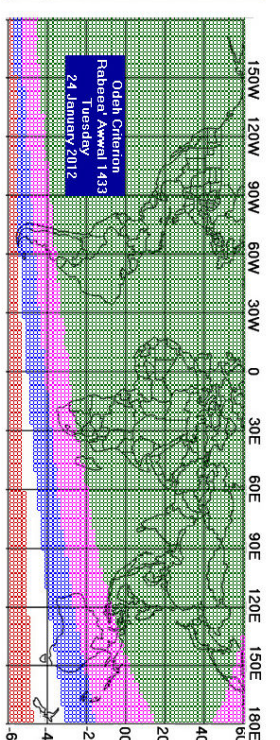 Odeh Criterion
Rabeea' Awwal 1433
Tuesday
24 January 2012
150W 120W 90W 60W 30W 0 30E 60E 90E 120E 150E 180E
60
40
20
00
-2
-4
-6